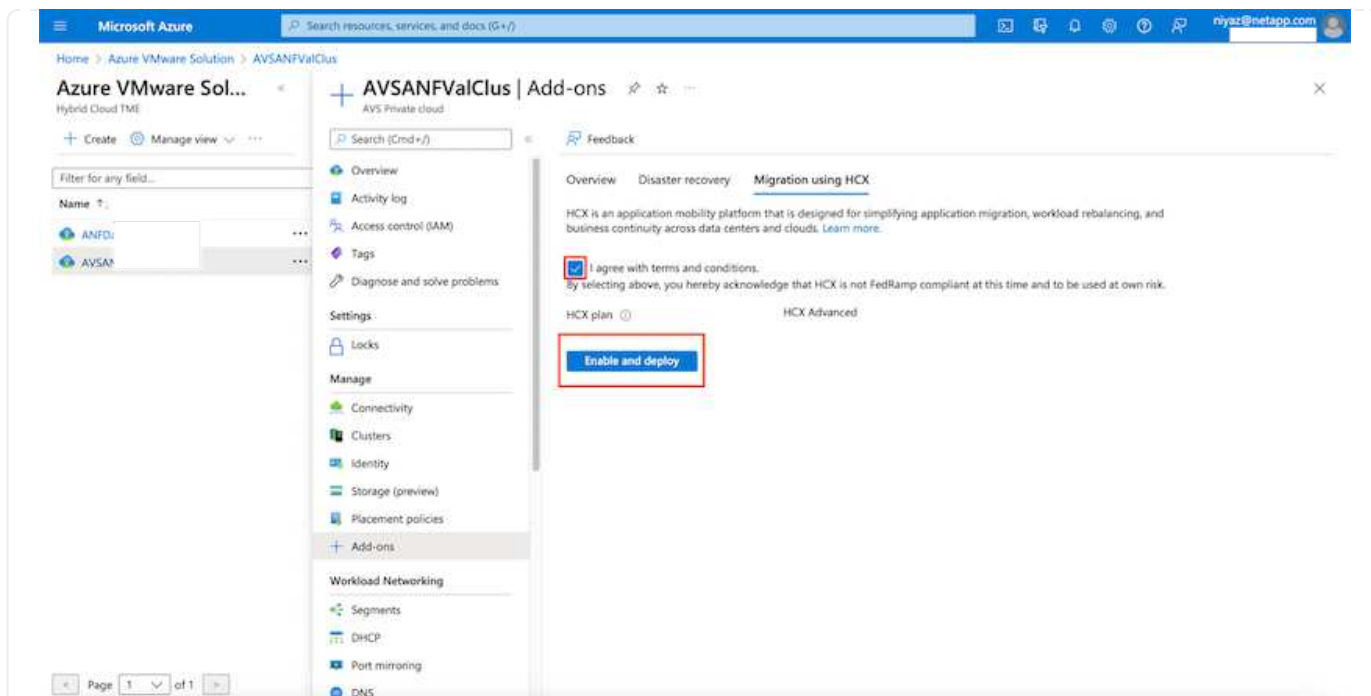 Microsoft Azure
Search resources, services, and docs (G+/)
niyaz@netapp.com
Home > Azure VMware Solution > AVSANFValClus
Azure VMware Sol...
Hybrid Cloud TME
Create
Manage view
...
Filter for any field...
Name
ANFD
...
AVSAN
...
Page 1 of 1
AVSANFValClus | Add-ons
...
AVS Private cloud
Search (Cmd+/)
Overview
Activity log
Access control (IAM)
Tags
Diagnose and solve problems
Settings
Locks
Manage
Connectivity
Clusters
Identity
Storage (preview)
Placement policies
Add-ons
Workload Networking
Segments
DHCP
Port mirroring
DNS
Feedback
Overview Disaster recovery Migration using HCX
HCX is an application mobility platform that is designed for simplifying application migration, workload rebalancing, and
business continuity across data centers and clouds. Learn more.
I agree with terms and conditions.
By selecting above, you hereby acknowledge that HCX is not FedRamp compliant at this time and to be used at own risk.
HCX plan HCX Advanced
Enable and deploy